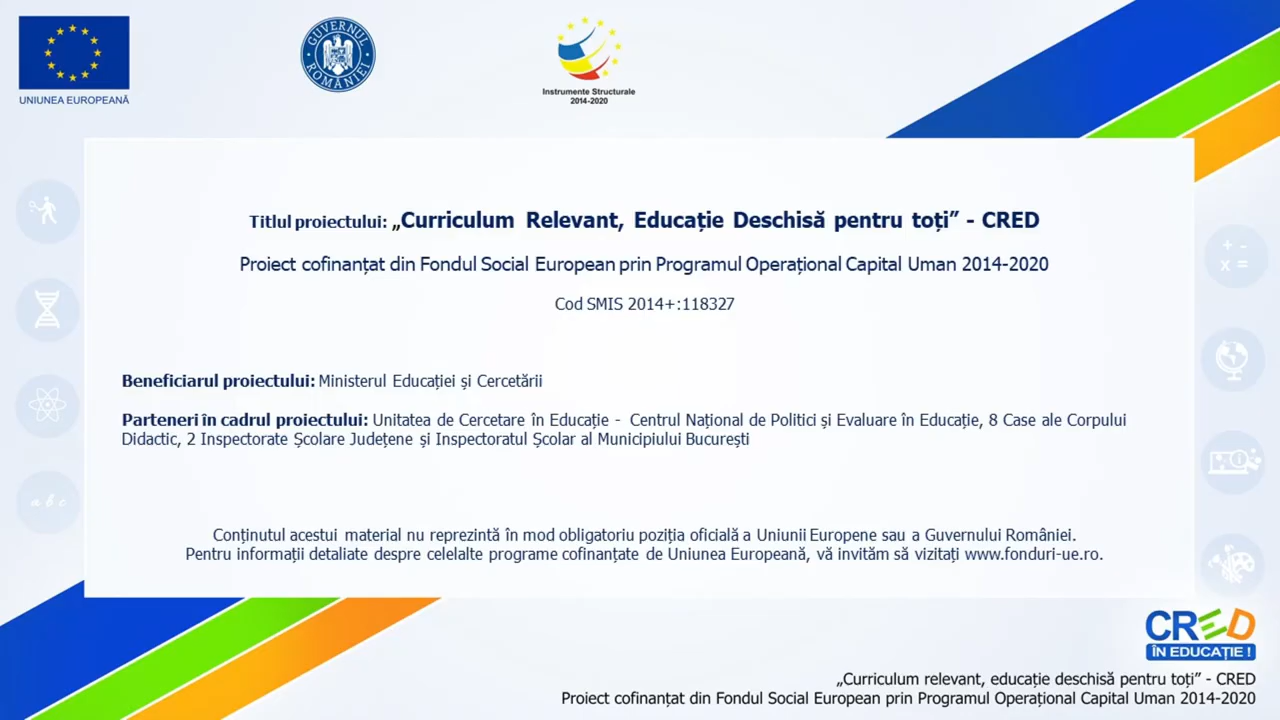 UNIUNEA EUROPEANĂ
GUVERNUL ROMÂNIEI
Instrumente Structurale
2014-2020
Titlul proiectului: „Curriculum Relevant, Educație Deschisă pentru toți” - CRED
Proiect cofinanțat din Fondul Social European prin Programul Operațional Capital Uman 2014-2020
Cod SMIS 2014+:118327
Beneficiarul proiectului: Ministerul Educației și Cercetării
Parteneri în cadrul proiectului: Unitatea de Cercetare în Educație - Centrul Național de Politici și Evaluare în Educație, 8 Case ale Corpului
Didactic, 2 Inspectorate Școlare Județene și Inspectoratul Școlar al Municipiului București
Conținutul acestui material nu reprezintă în mod obligatoriu poziția oficială a Uniunii Europene sau a Guvernului României.
Pentru informații detaliate despre celelalte programe cofinanțate de Uniunea Europeană, vă invităm să vizitați www.fonduri-ue.ro.
+ -
x =
a b c
CRED
ÎN EDUCAȚIE !
„Curriculum relevant, educație deschisă pentru toți” - CRED
Proiect cofinanțat din Fondul Social European prin Programul Operațional Capital Uman 2014-2020